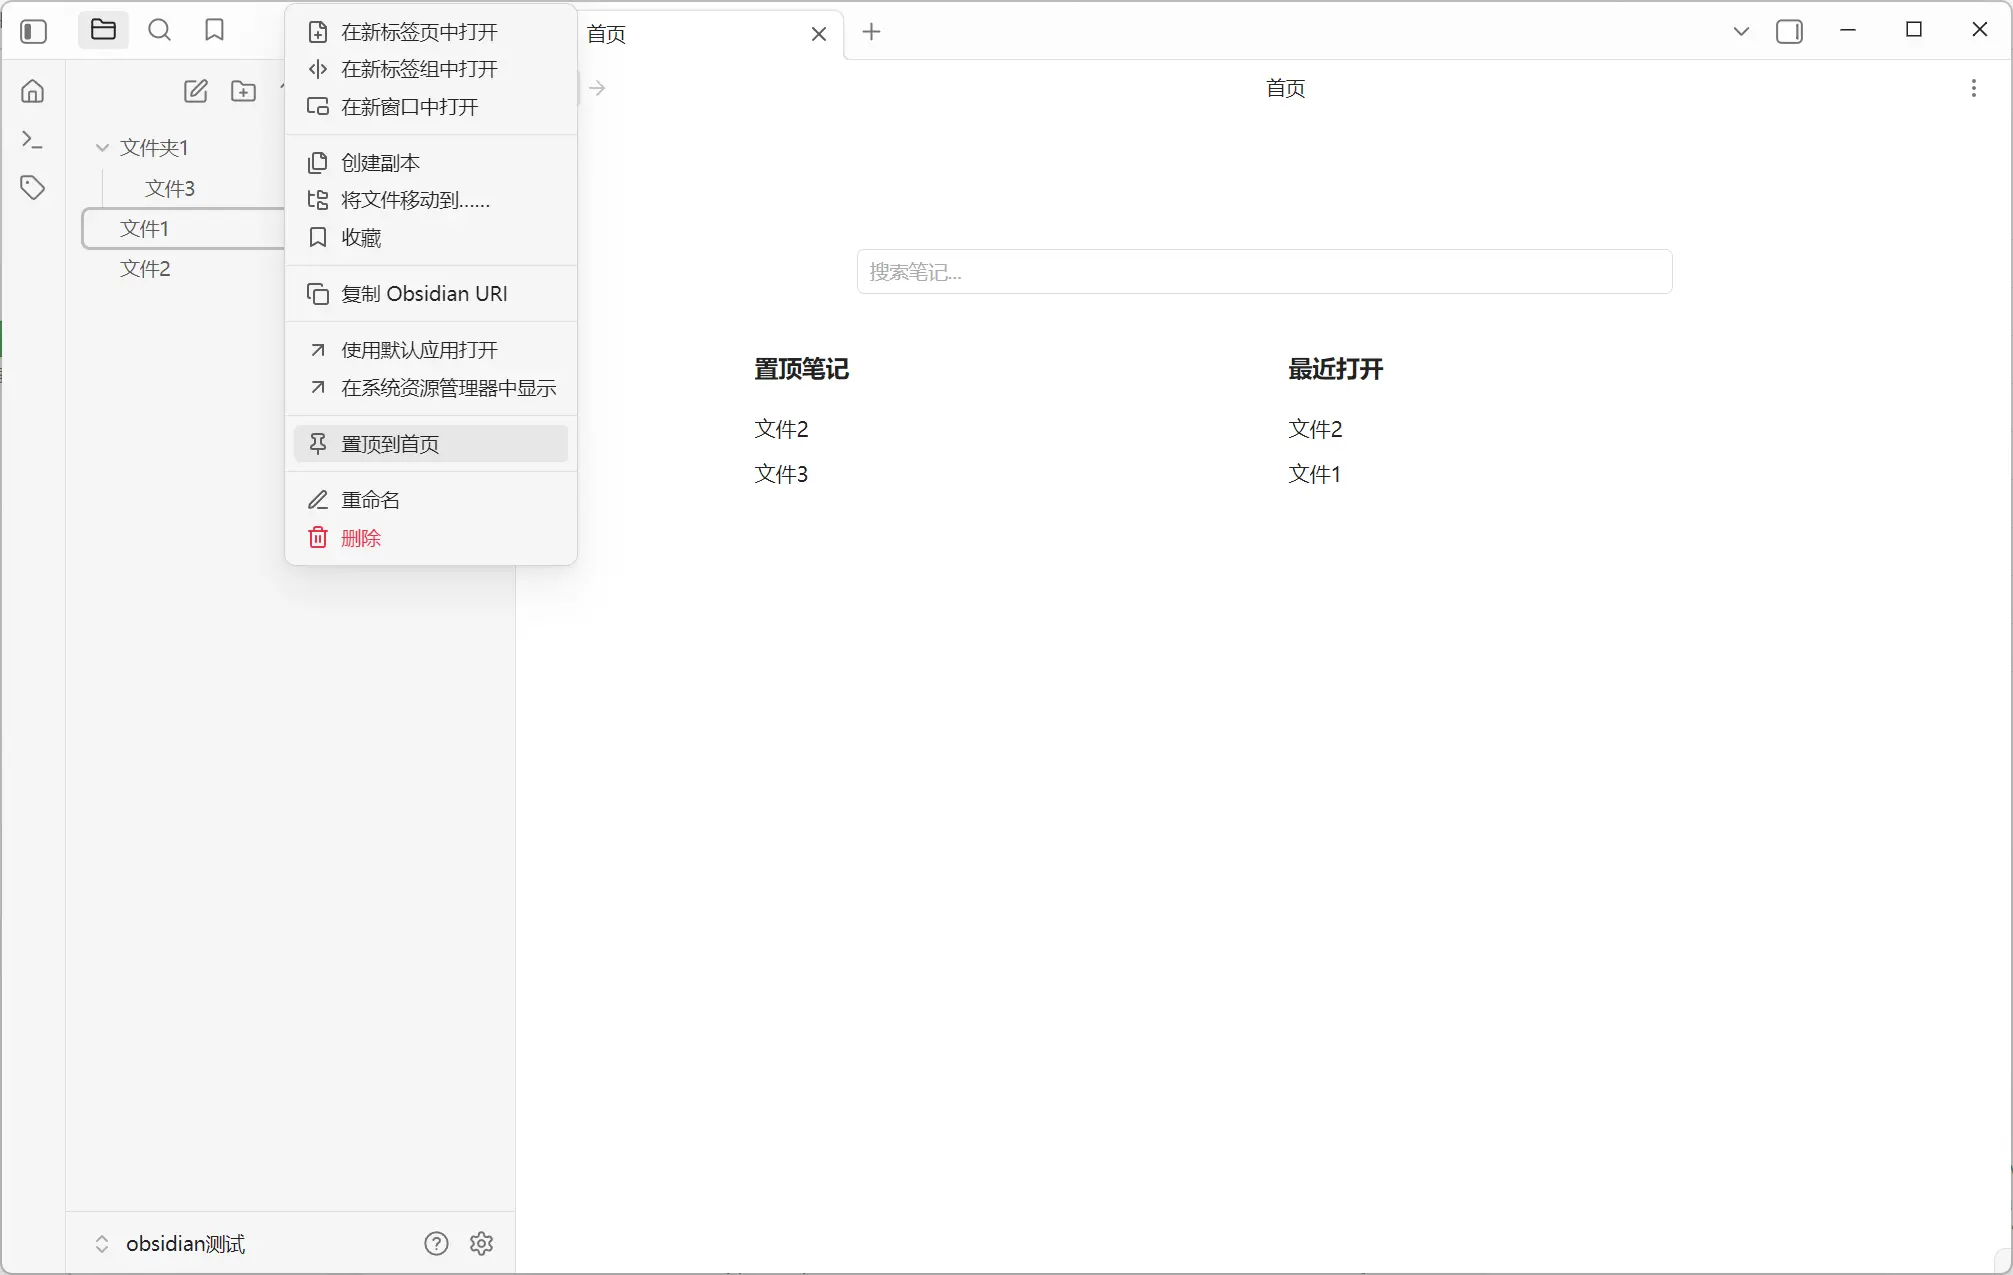 首页
首页
文件夹1
文件3
文件1
文件2
在新标签页中打开
在新标签组中打开
在新窗口中打开
创建副本
将文件移动到......
收藏
复制 Obsidian URI
使用默认应用打开
在系统资源管理器中显示
置顶到首页
重命名
删除
搜索笔记...
置顶笔记
文件2
文件3
最近打开
文件2
文件1
obsidian测试